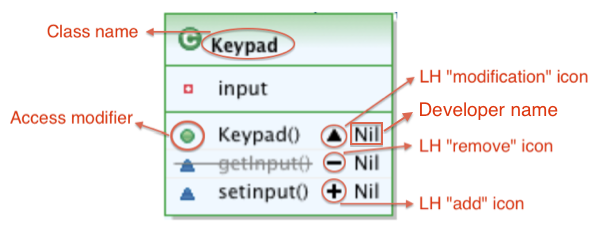 Class name
Keypad
input
LH "modification" icon
Developer name
Access modifier
Keypad() Nil
LH "remove" icon
getInput() Nil
setinput() Nil
LH "add" icon